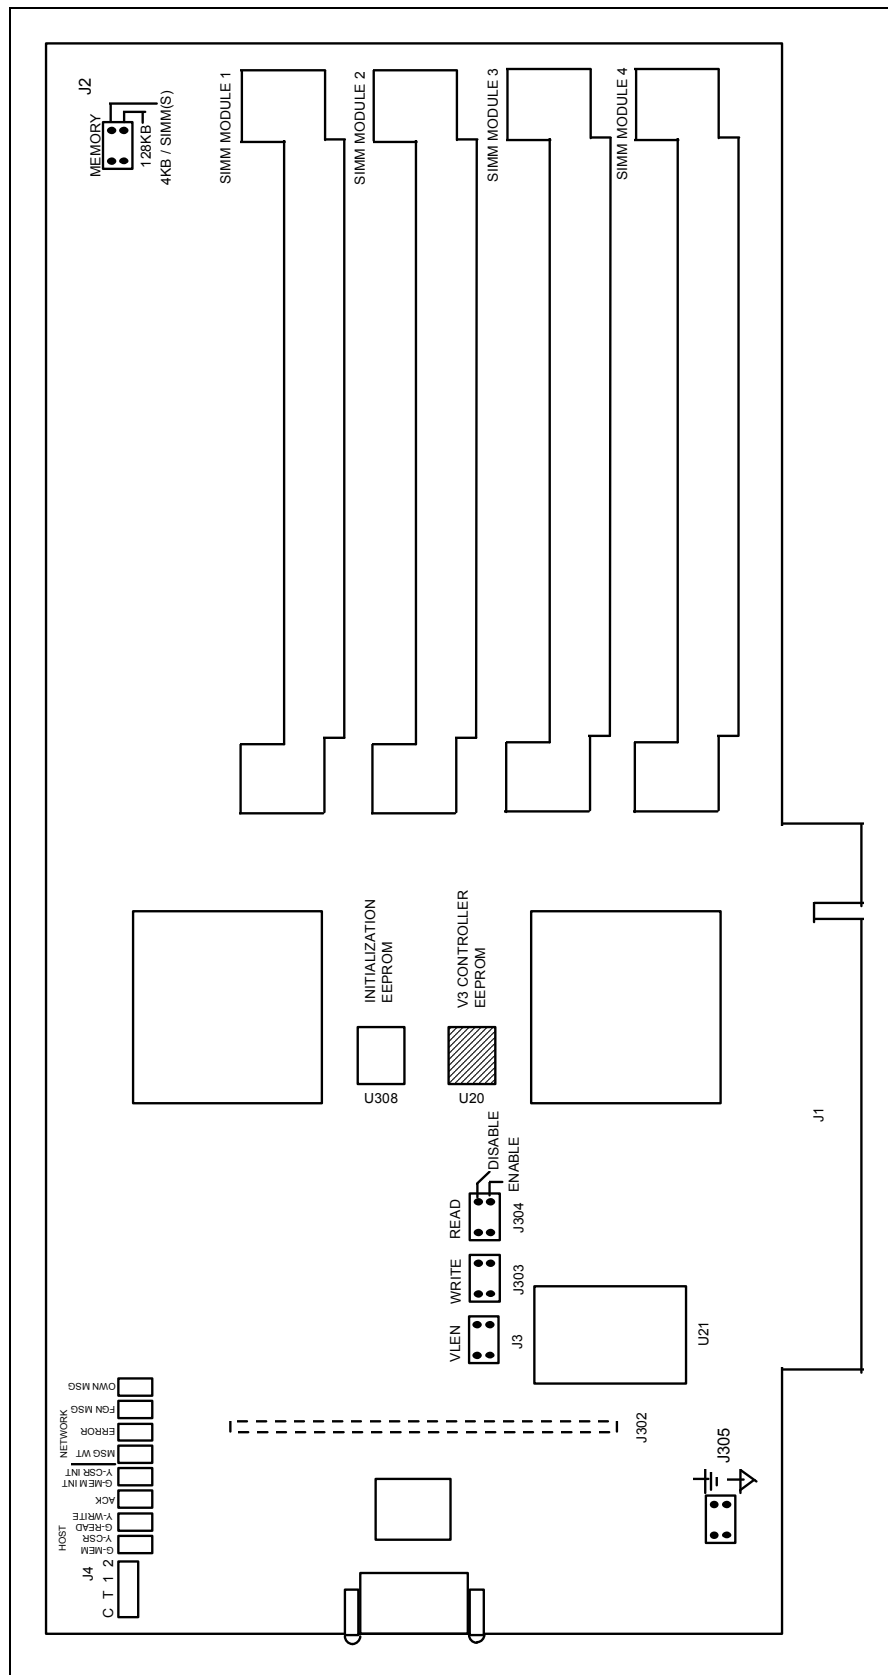 J2
MEMORY
128KB
4KB / SIMM(S)
SIMM MODULE 1
SIMM MODULE 2
SIMM MODULE 3
SIMM MODULE 4
INITIALIZATION
EEPROM
V3 CONTROLLER
EEPROM
U308
U20
J1
DISABLE
ENABLE
READ
J304
WRITE
J303
VLEN
J3
U21
J302
J305
OWN MSG
FGN MSG
ERROR
MSG WT
NETWORK
Y-CSR INT
G-MEM INT
ACK
Y-WRITE
G-READ
Y-CSR
G-MEM
HOST
J4
C T 1 2